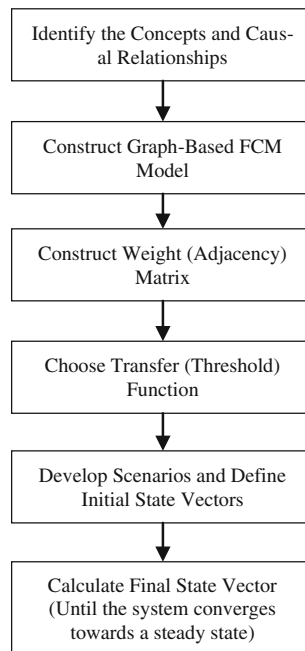 Identify the Concepts and Caus-
al Relationships
Construct Graph-Based FCM
Model
Construct Weight (Adjacency)
Matrix
Choose Transfer (Threshold)
Function
Develop Scenarios and Define
Initial State Vectors
Calculate Final State Vector
(Until the system converges
towards a steady state)